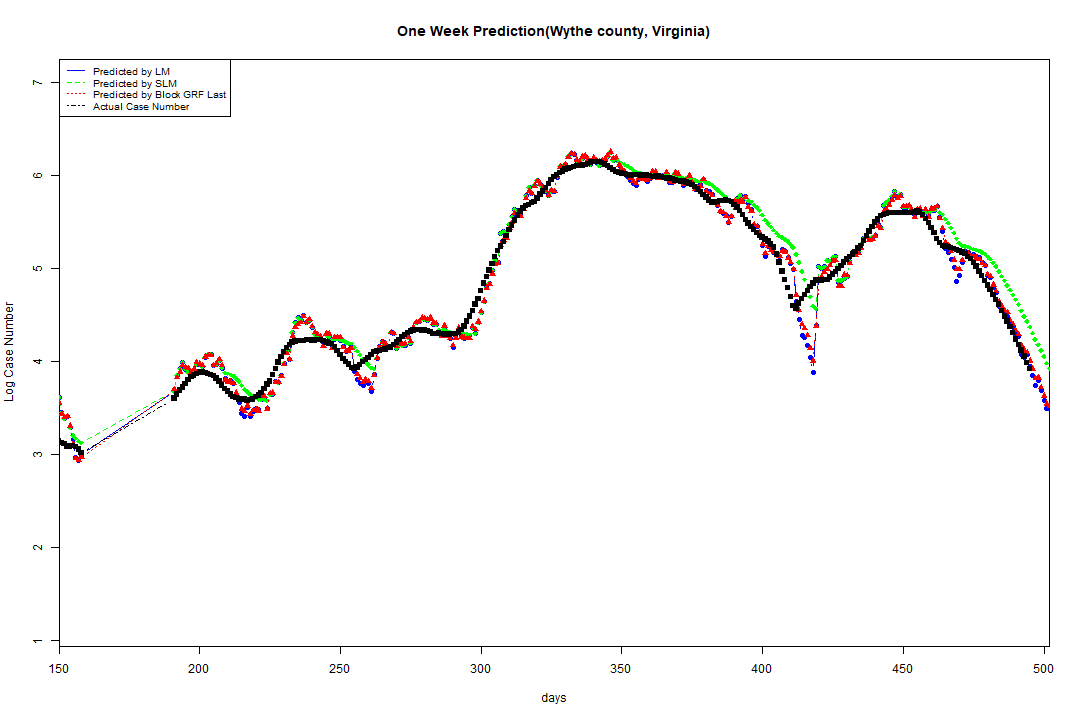 One Week Prediction(Wythe county, Virginia)
Predicted by LM
Predicted by SLM
Predicted by Block GRF Last
Actual Case Number
7
6
5
4
3
2
1
Log Case Number
150 200 250 300 350 400 450 500
days